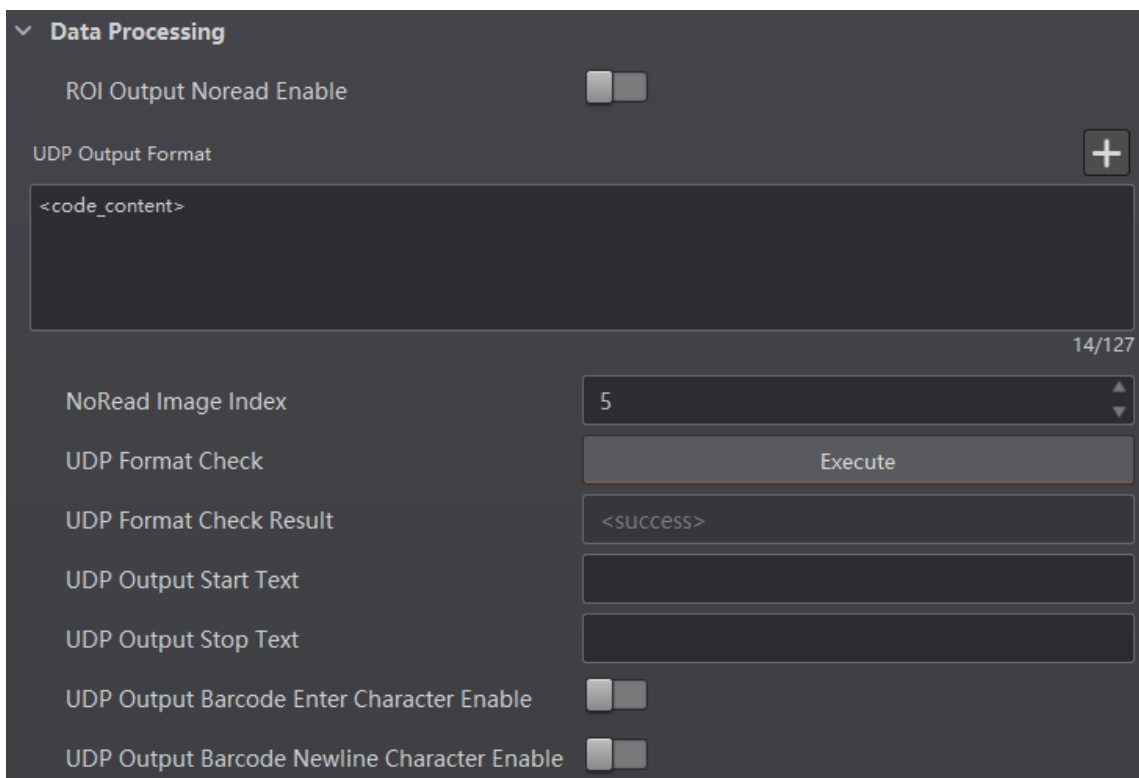 Data Processing
ROI Output Noread Enable
UDP Output Format
<code_content>
14/127
NoRead Image Index 5
UDP Format Check Execute
UDP Format Check Result <success>
UDP Output Start Text
UDP Output Stop Text
UDP Output Barcode Enter Character Enable
UDP Output Barcode Newline Character Enable